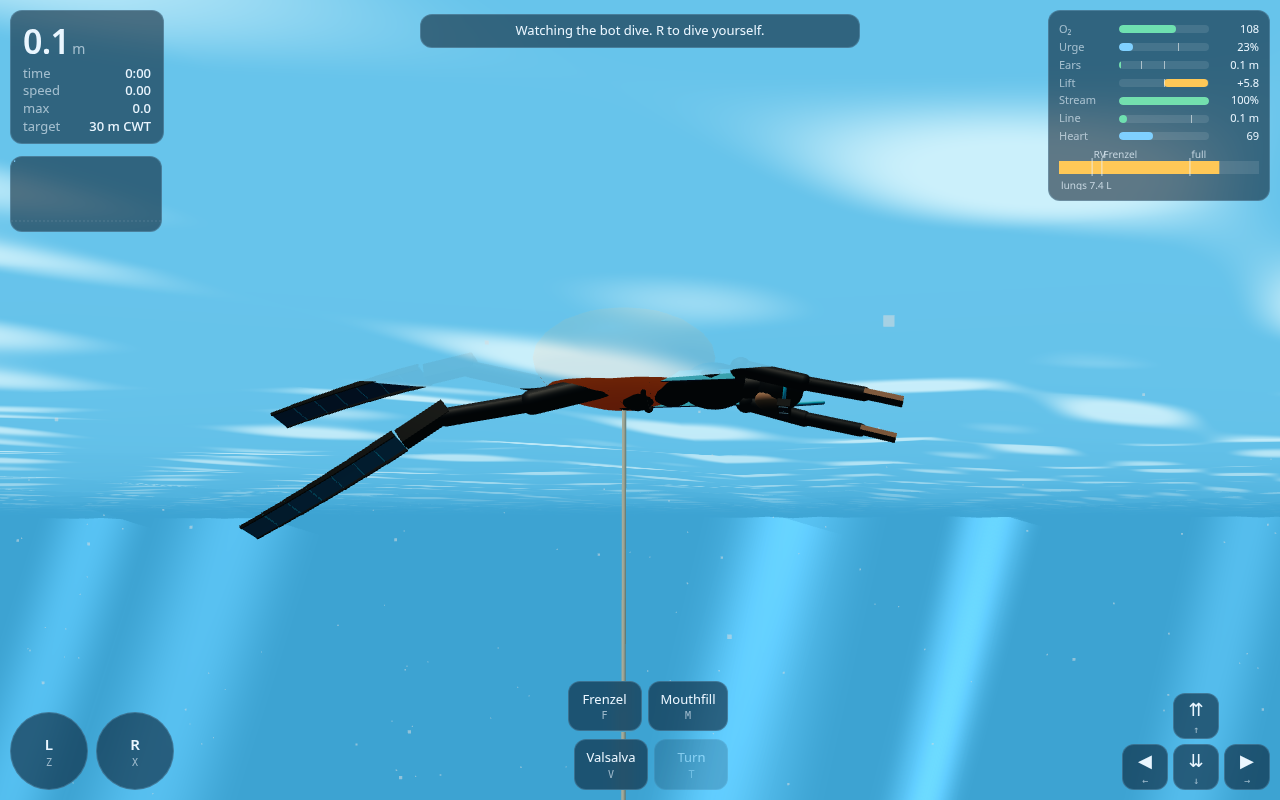 0.1 m
time 0:00
speed 0.00
max 0.0
target 30 m CWT
Watching the bot dive. R to dive yourself.
O₂ 108
Urge 23%
Ears 0.1 m
Lift +5.8
Stream 100%
Line 0.1 m
Heart 69
RV Frenzel full
lungs 7.4 L
Frenzel
F
Mouthfill
M
Valsalva
V
Turn
T
L
Z
R
X
⇈
↑
◀
←
⇊
↓
▶
→